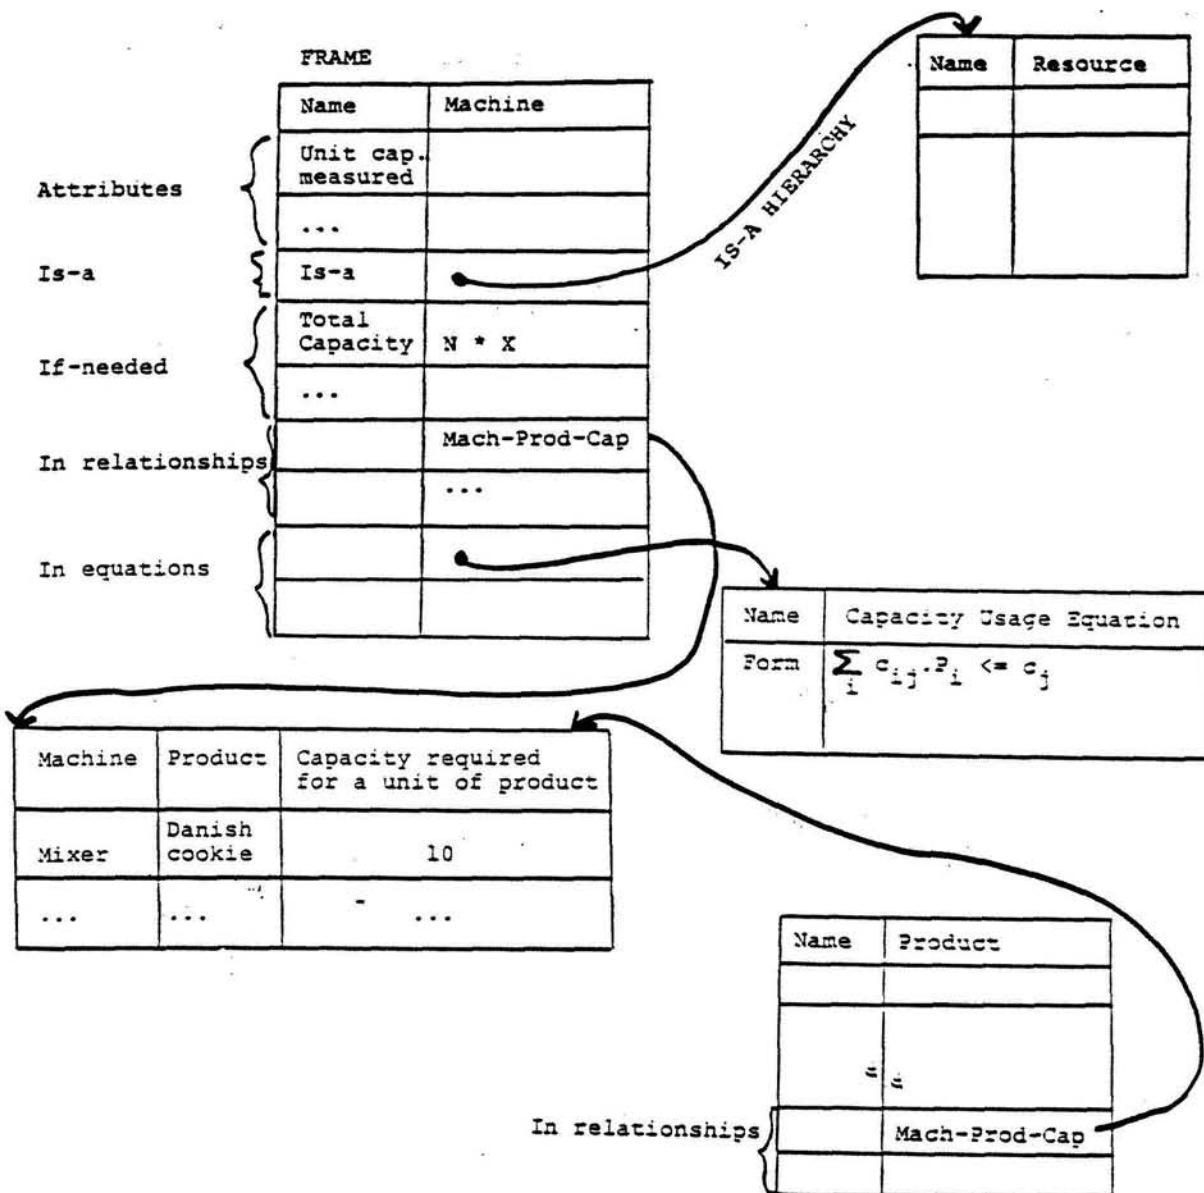 FRAME
Name Machine
Attributes
Unit cap.
measured
...
Is-a
Is-a
If-needed
Total
Capacity N * X
...
In relationships
Mach-Prod-Cap
...
In equations
IS-A HIERARCHY
Name Resource
Name Capacity Usage Equation
Form ∑ i c_ij.P_i <= c_j
Machine Product Capacity required
for a unit of product
Mixer Danish
cookie 10
... ... ...
Name Product
In relationships
Mach-Prod-Cap